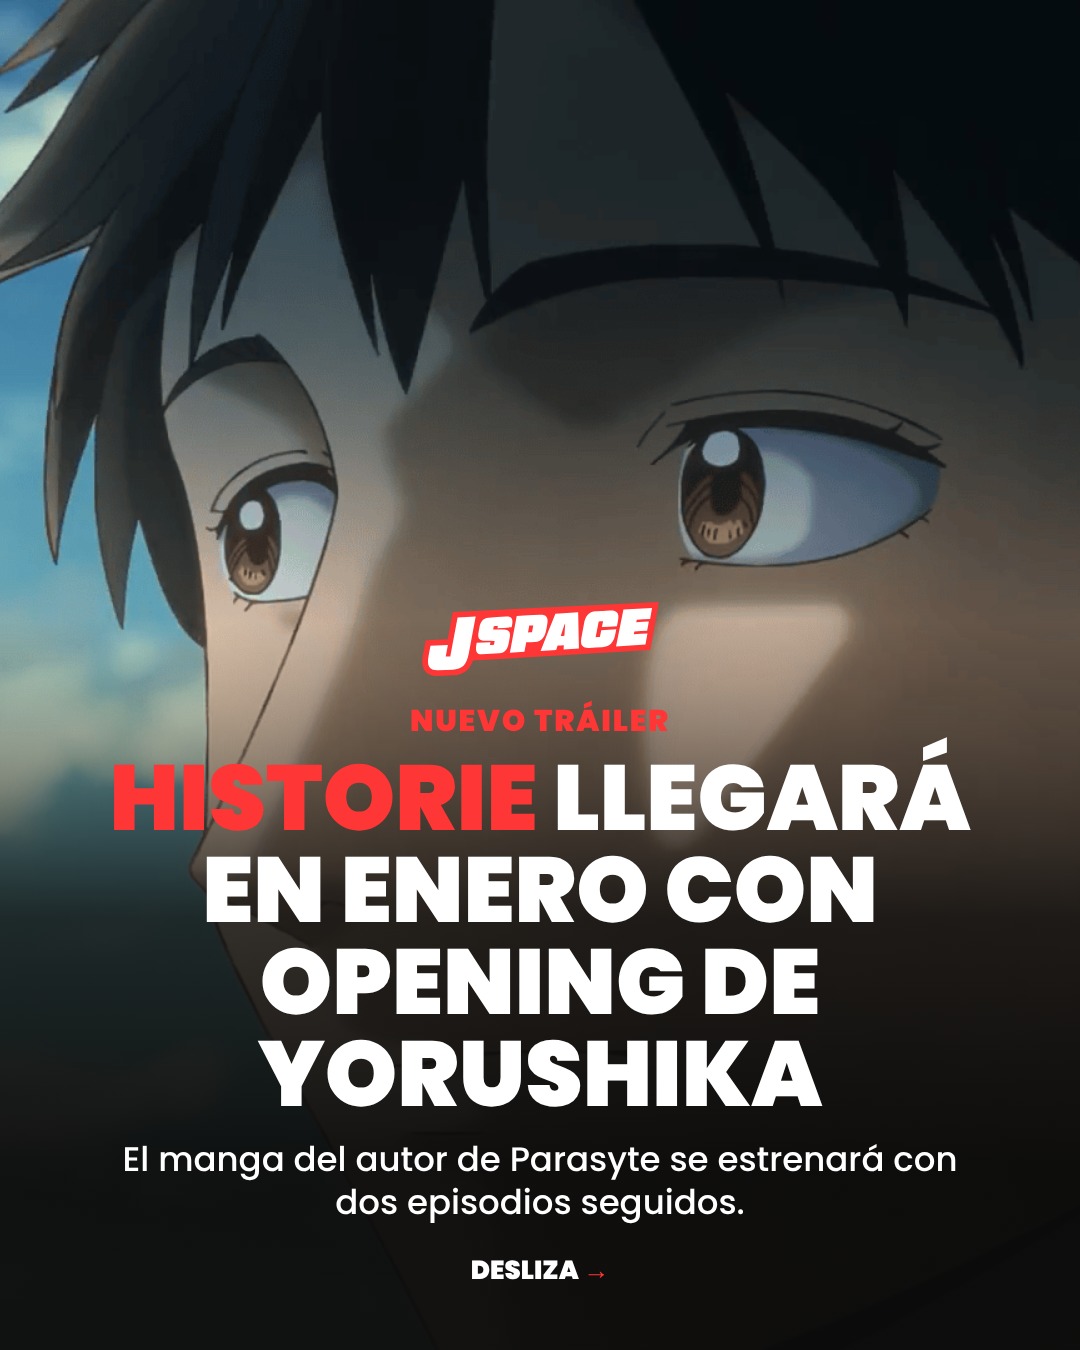 JSPACE
NUEVO TRÁILER
HISTORIE LLEGARÁ
EN ENERO CON
OPENING DE
YORUSHIKA
El manga del autor de Parasyte se estrenará con
dos episodios seguidos.
DESLIZA →